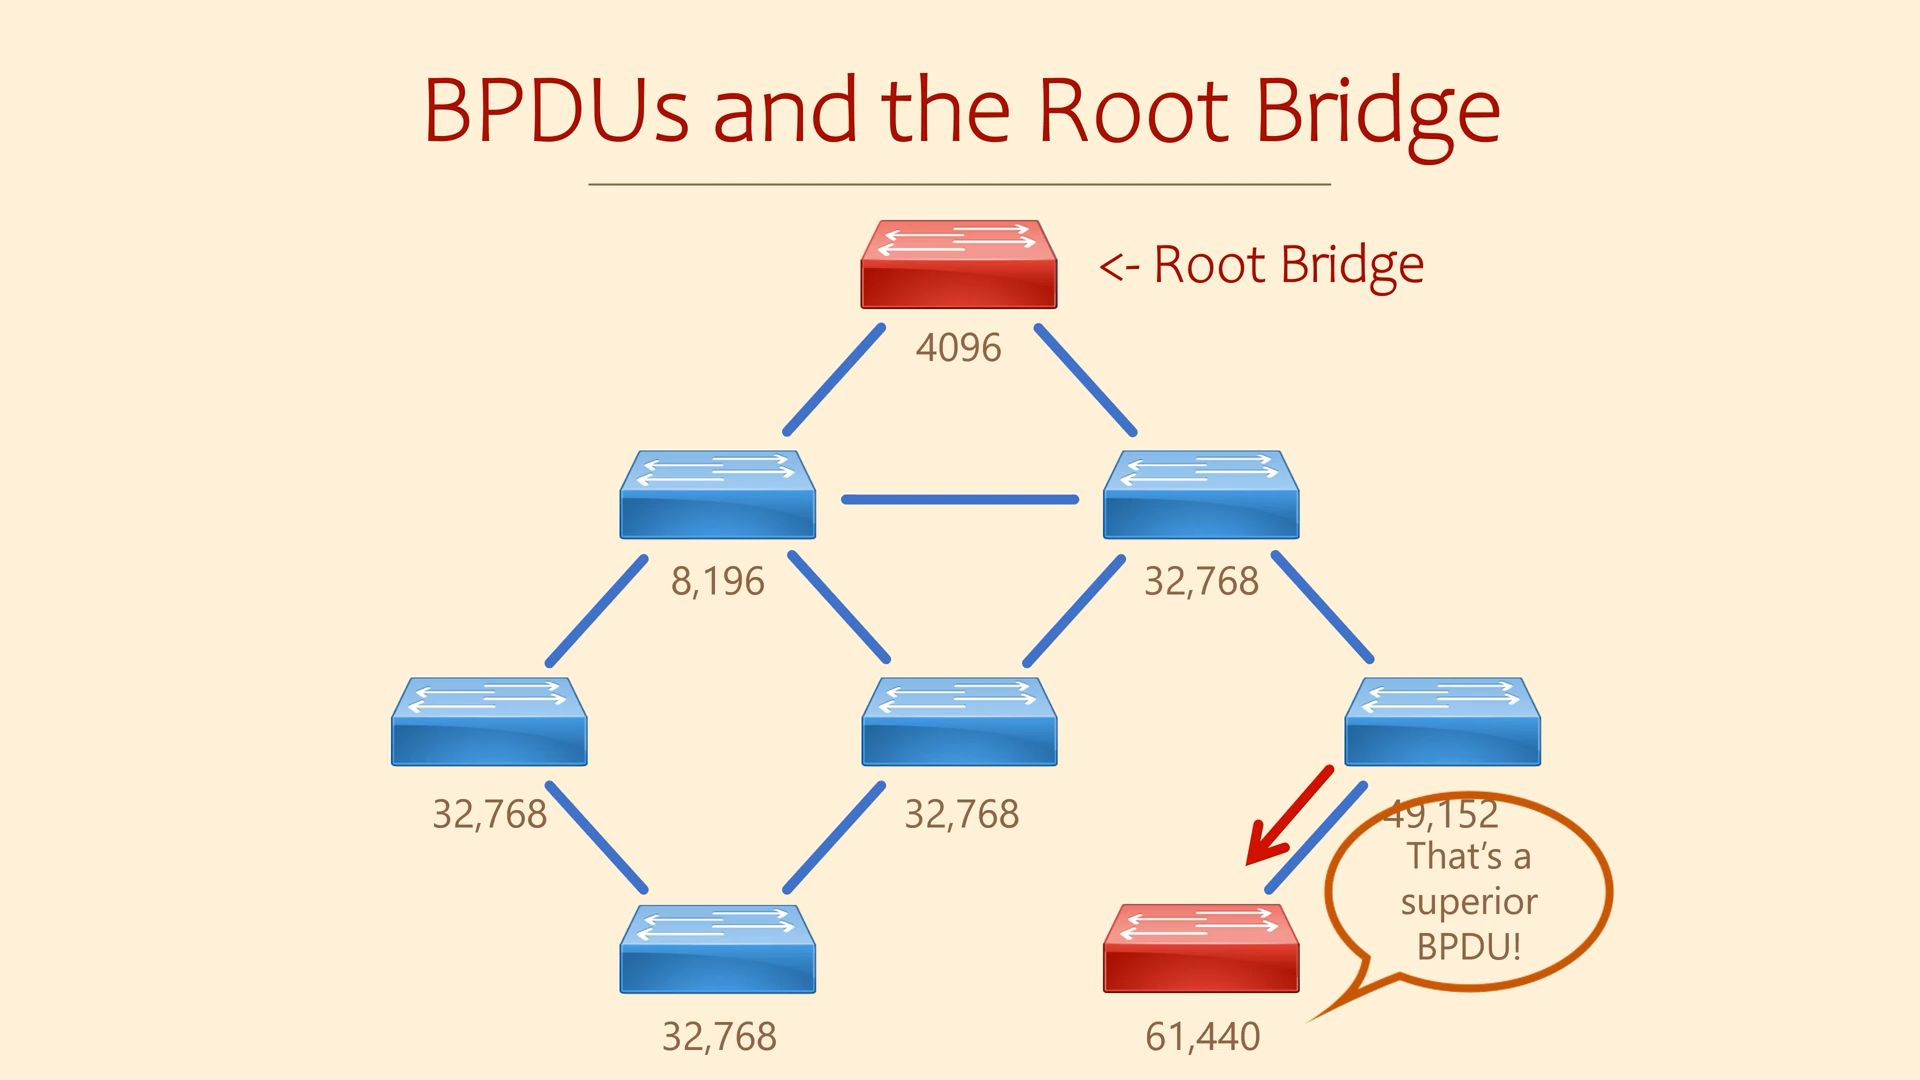 BPDUs and the Root Bridge
<- Root Bridge
4096
8,196
32,768
32,768
32,768
49,152
That's a
superior
BPDU!
32,768
61,440